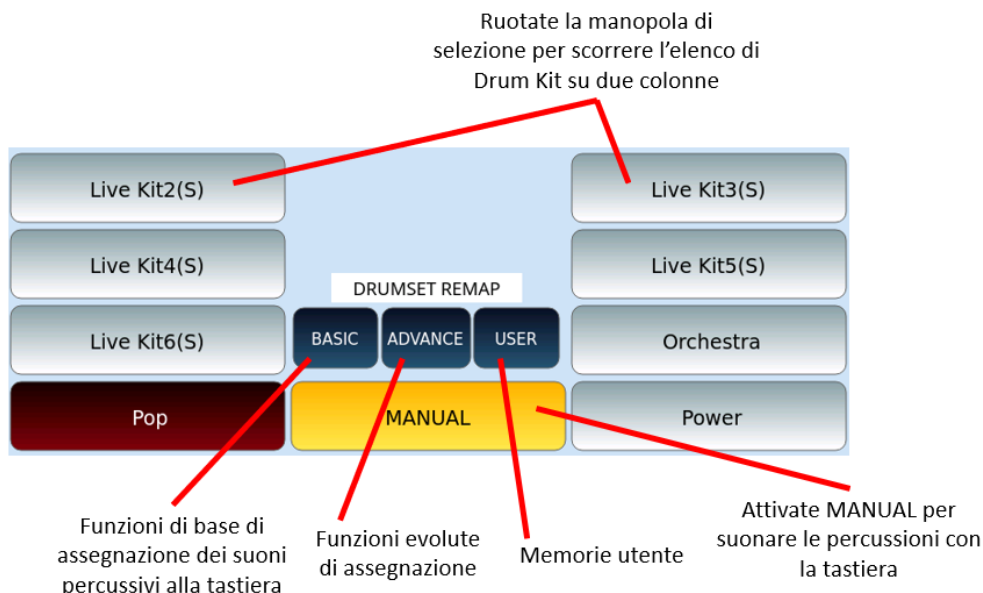 Ruotate la manopola di
selezione per scorrere l’elenco di
Drum Kit su due colonne
Live Kit2(S)
Live Kit3(S)
Live Kit4(S)
Live Kit5(S)
DRUMSET REMAP
Live Kit6(S)
BASIC
ADVANCE
USER
Orchestra
Pop
MANUAL
Power
Funzioni di base di
assegnazione dei suoni
percussivi alla tastiera
Funzioni evolute
di assegnazione
Memorie utente
Attivate MANUAL per
suonare le percussioni con
la tastiera